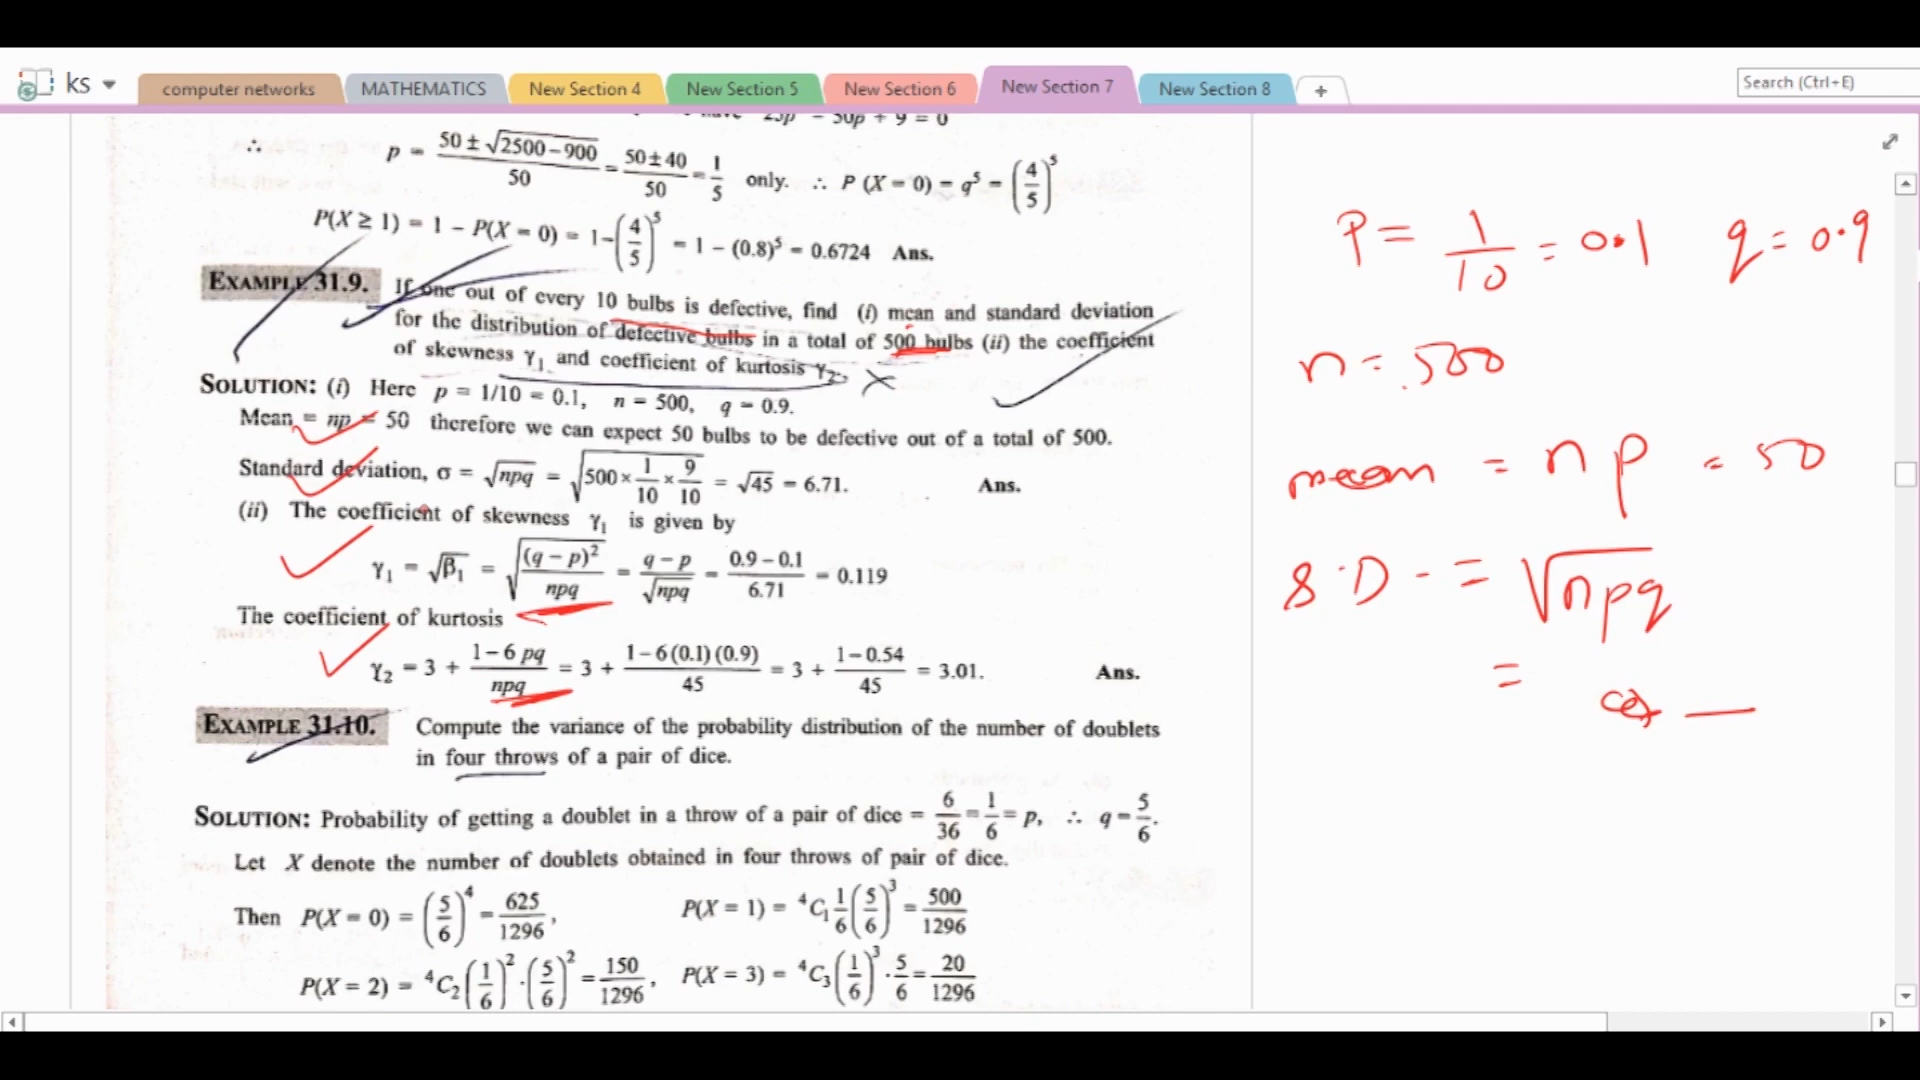 ks
computer networks MATHEMATICS New Section 4 New Section 5 New Section 6 New Section 7 New Section 8 +
Search (Ctrl+E)
− 50p + 9 = 0
∴ p = (50 ± √(2500 − 900))/50 = (50 ± 40)/50 = 1/5 only. ∴ P (X = 0) = q⁵ = (4/5)⁵
P(X ≥ 1) = 1 − P(X = 0) = 1−(4/5)⁵ = 1 − (0.8)⁵ = 0.6724 Ans.
EXAMPLE 31.9. If one out of every 10 bulbs is defective, find (i) mean and standard deviation
for the distribution of defective bulbs in a total of 500 bulbs (ii) the coefficient
of skewness γ₁ and coefficient of kurtosis γ₂.
SOLUTION: (i) Here p = 1/10 = 0.1, n = 500, q = 0.9.
Mean = np = 50 therefore we can expect 50 bulbs to be defective out of a total of 500.
Standard deviation, σ = √npq = √(500 × 1/10 × 9/10) = √45 = 6.71. Ans.
(ii) The coefficient of skewness γ₁ is given by
γ₁ = √β₁ = √((q − p)²/npq) = (q − p)/√npq = (0.9 − 0.1)/6.71 = 0.119
The coefficient of kurtosis
γ₂ = 3 + (1 − 6 pq)/npq = 3 + (1 − 6 (0.1) (0.9))/45 = 3 + (1 − 0.54)/45 = 3.01. Ans.
EXAMPLE 31.10. Compute the variance of the probability distribution of the number of doublets
in four throws of a pair of dice.
SOLUTION: Probability of getting a doublet in a throw of a pair of dice = 6/36 = 1/6 = p, ∴ q = 5/6.
Let X denote the number of doublets obtained in four throws of pair of dice.
Then P(X = 0) = (5/6)⁴ = 625/1296, P(X = 1) = ⁴C₁ 1/6 (5/6)³ = 500/1296
P(X = 2) = ⁴C₂ (1/6)² · (5/6)² = 150/1296, P(X = 3) = ⁴C₃ (1/6)³ · 5/6 = 20/1296
P = 1/10 = 0.1 q = 0.9
n = 500
mean = np = 50
S.D. = √npq
=